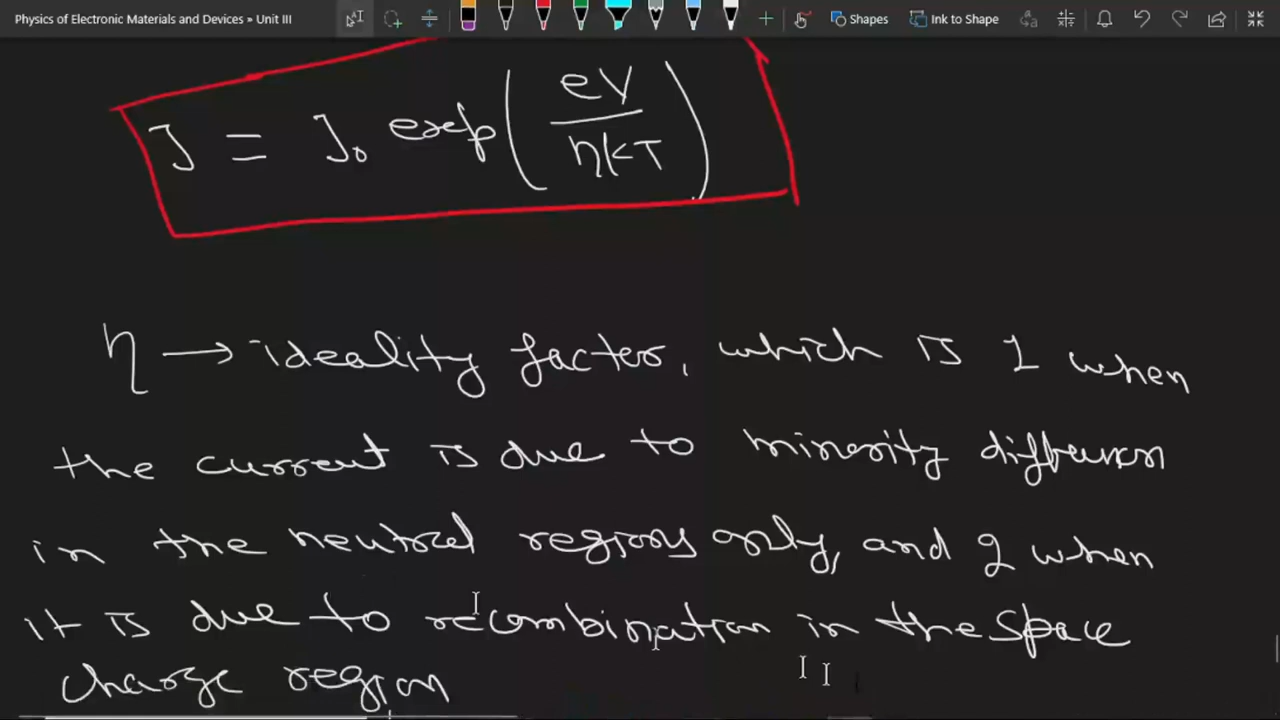 Physics of Electronic Materials and Devices » Unit III
Shapes
Ink to Shape
J = J₀ exp(eV/ηkT)
η → ideality factor, which is 1 when
the current is due to minority diffusion
in the neutral regions only, and 2 when
it is due to recombination in the space
charge region